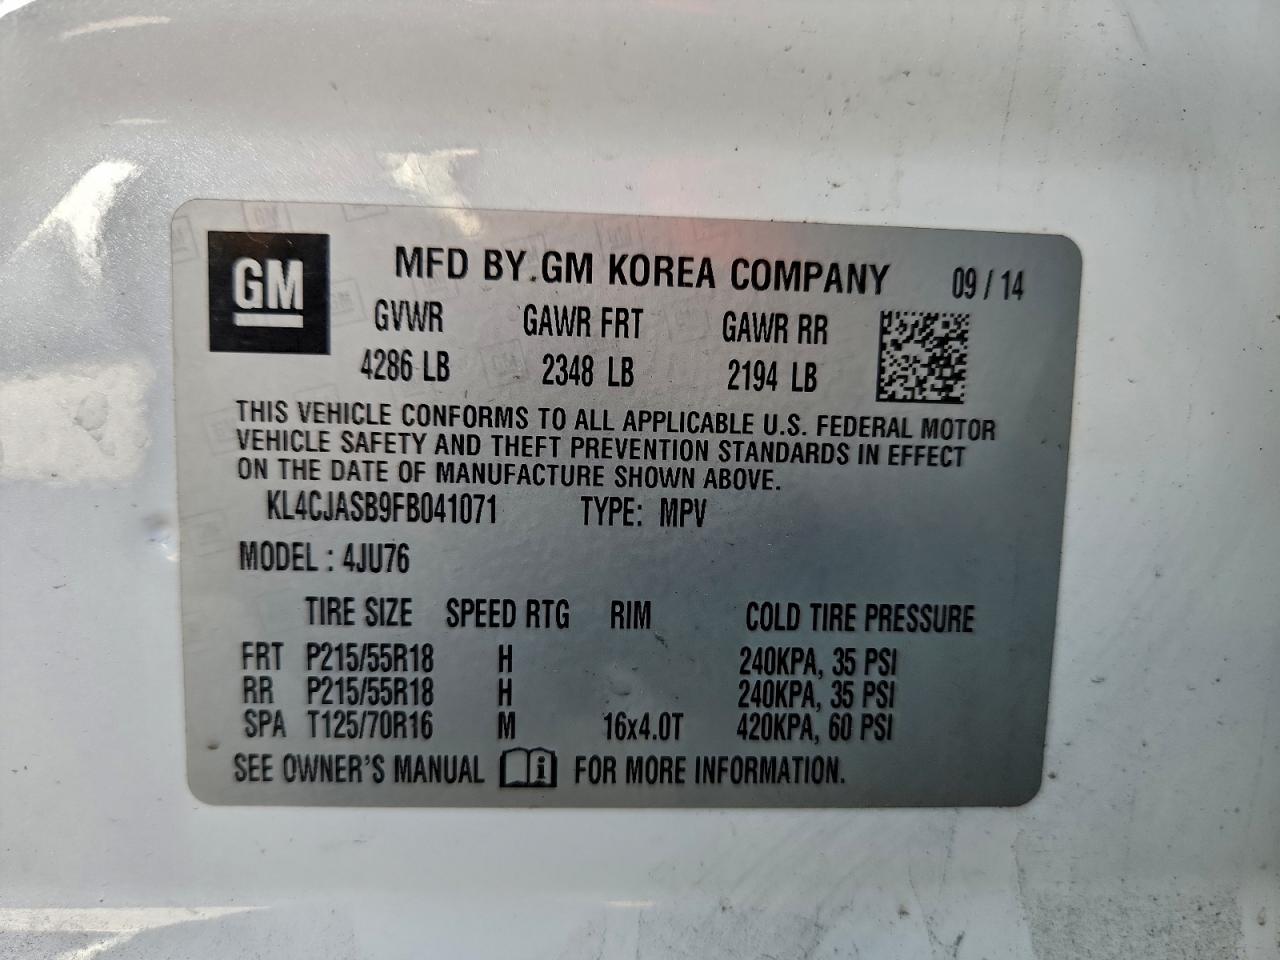 GM
MFD BY.GM KOREA COMPANY 09 / 14
GVWR GAWR FRT GAWR RR
4286 LB 2348 LB 2194 LB
THIS VEHICLE CONFORMS TO ALL APPLICABLE U.S. FEDERAL MOTOR
VEHICLE SAFETY AND THEFT PREVENTION STANDARDS IN EFFECT
ON THE DATE OF MANUFACTURE SHOWN ABOVE.
KL4CJASB9FB041071 TYPE: MPV
MODEL : 4JU76
TIRE SIZE SPEED RTG RIM COLD TIRE PRESSURE
FRT P215/55R18 H 240KPA, 35 PSI
RR P215/55R18 H 240KPA, 35 PSI
SPA T125/70R16 M 16x4.0T 420KPA, 60 PSI
SEE OWNER'S MANUAL i FOR MORE INFORMATION.